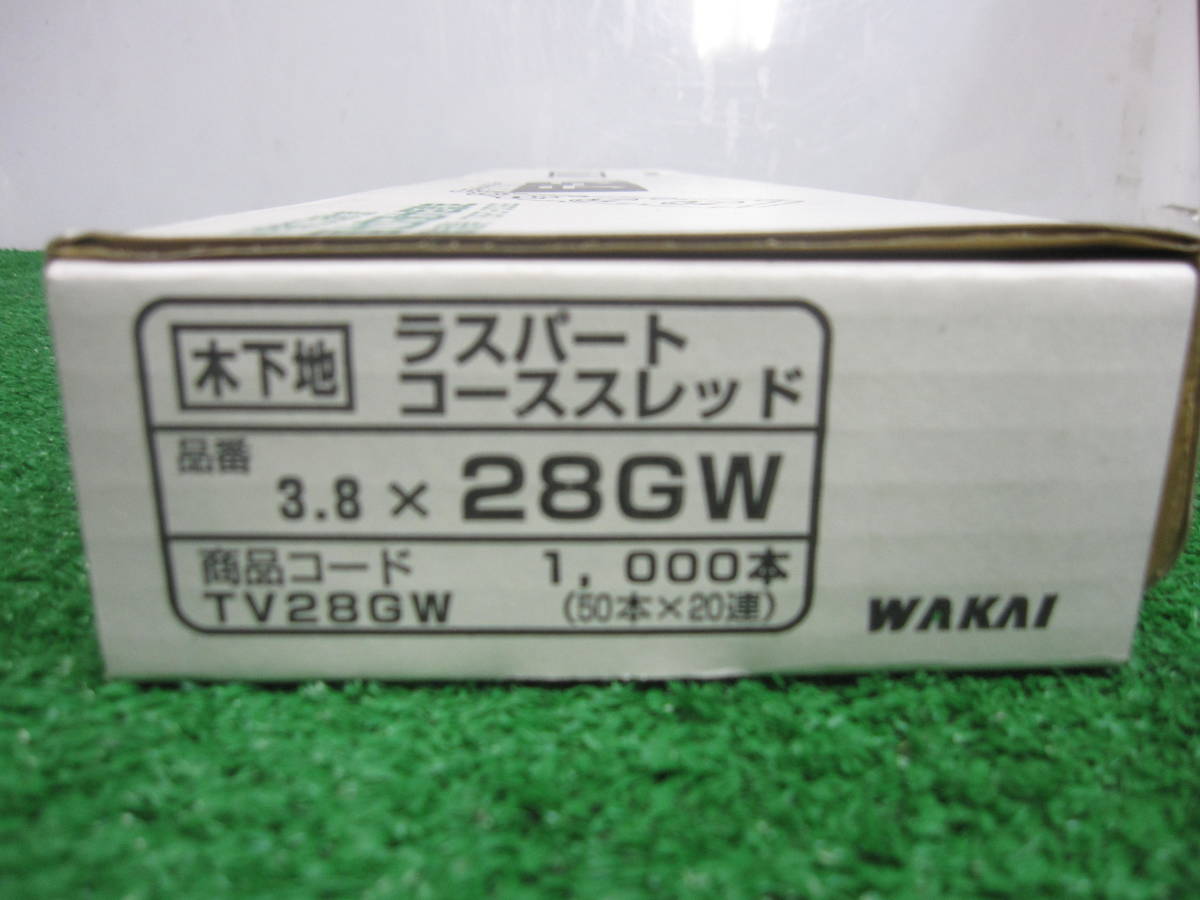 木下地
ラスパート
コーススレッド
品番
3.8 × 28GW
商品コード 1,000本
TV28GW (50本×20連)
WAKAI